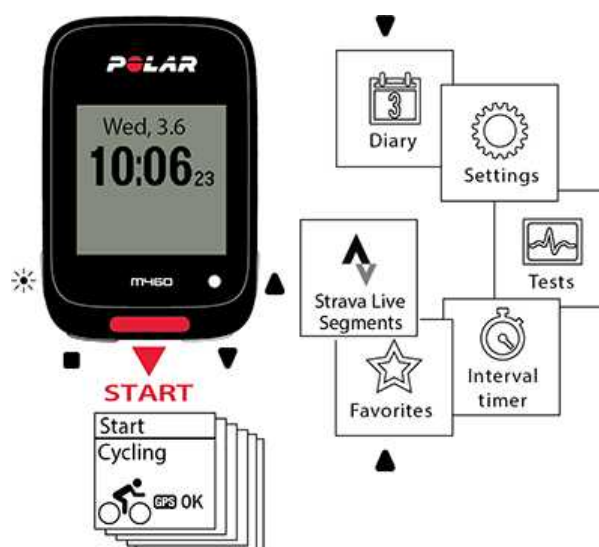 POLAR
Wed, 3.6
10:06 23
M460
START
Start
Cycling
GPS OK
3
Diary
Settings
Tests
Strava Live
Segments
Interval
timer
Favorites